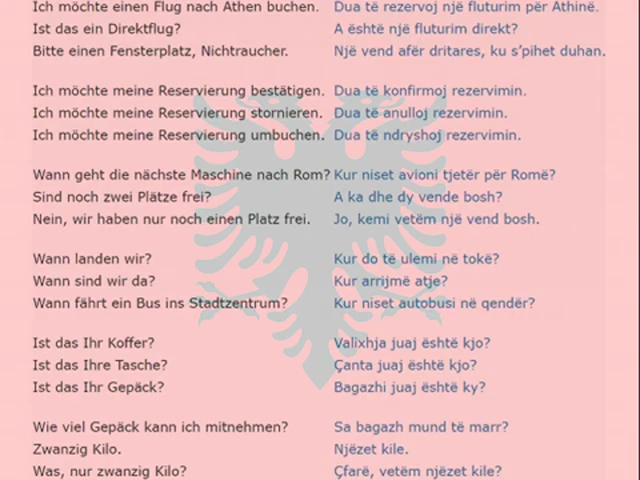 Ich möchte einen Flug nach Athen buchen. Dua të rezervoj një fluturim për Athinë.
Ist das ein Direktflug? A është një fluturim direkt?
Bitte einen Fensterplatz, Nichtraucher. Një vend afër dritares, ku s’pihet duhan.
Ich möchte meine Reservierung bestätigen. Dua të konfirmoj rezervimin.
Ich möchte meine Reservierung stornieren. Dua të anulloj rezervimin.
Ich möchte meine Reservierung umbuchen. Dua të ndryshoj rezervimin.
Wann geht die nächste Maschine nach Rom? Kur niset avioni tjetër për Romë?
Sind noch zwei Plätze frei? A ka dhe dy vende bosh?
Nein, wir haben nur noch einen Platz frei. Jo, kemi vetëm një vend bosh.
Wann landen wir? Kur do të ulemi në tokë?
Wann sind wir da? Kur arrijmë atje?
Wann fährt ein Bus ins Stadtzentrum? Kur niset autobusi në qendër?
Ist das Ihr Koffer? Valixhja juaj është kjo?
Ist das Ihre Tasche? Çanta juaj është kjo?
Ist das Ihr Gepäck? Bagazhi juaj është ky?
Wie viel Gepäck kann ich mitnehmen? Sa bagazh mund të marr?
Zwanzig Kilo. Njëzet kile.
Was, nur zwanzig Kilo? Çfarë, vetëm njëzet kile?